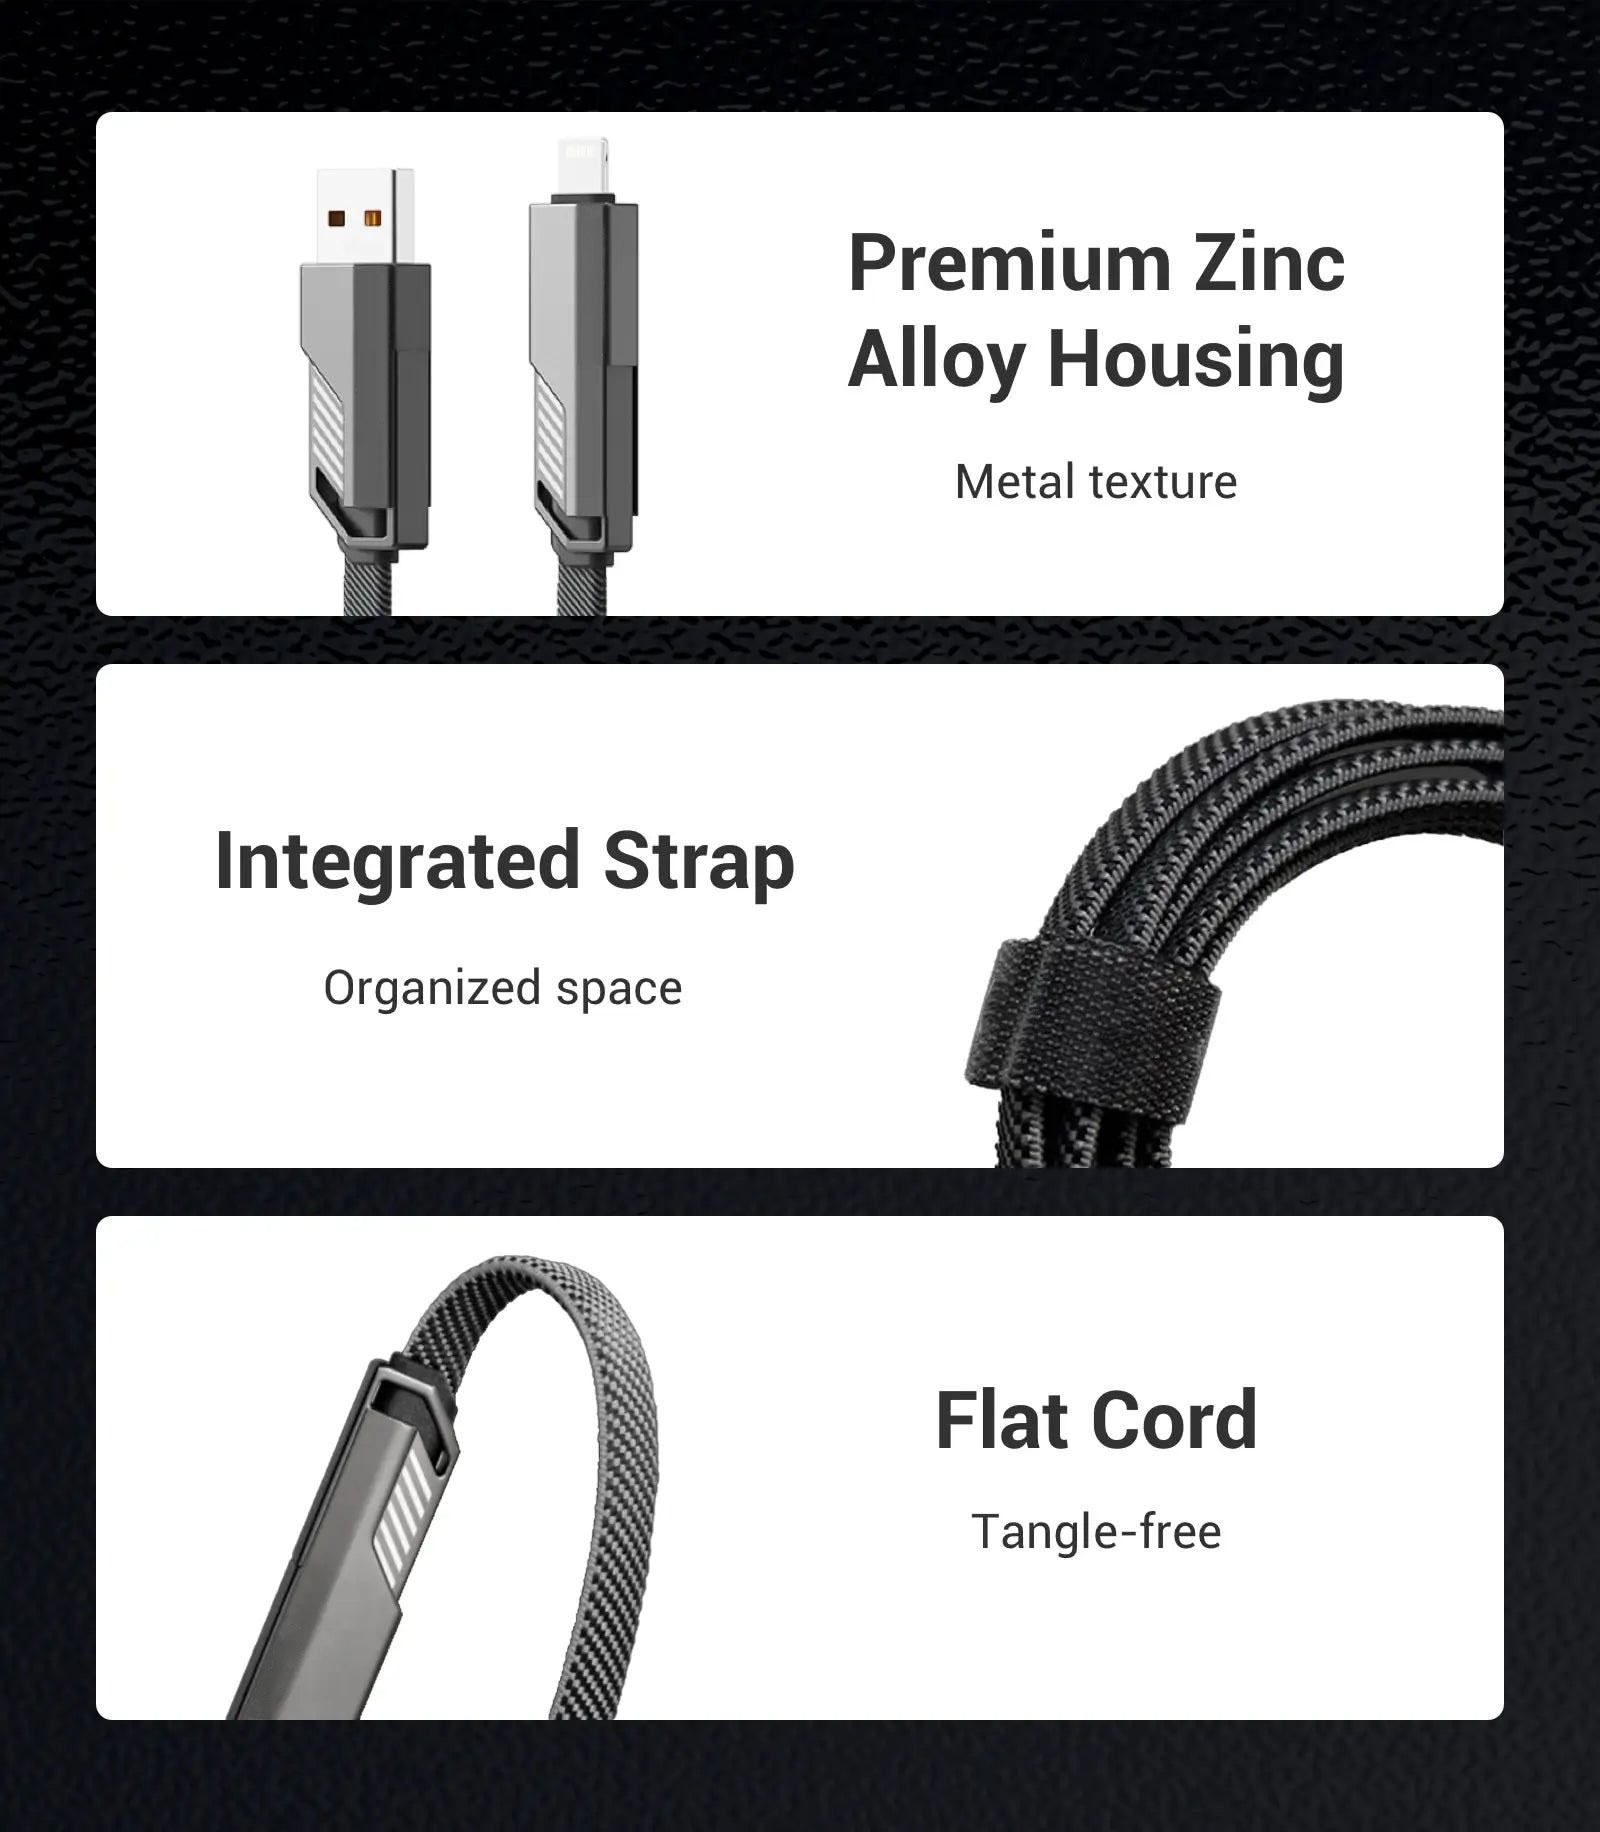 Premium Zinc
Alloy Housing
Metal texture
Integrated Strap
Organized space
Flat Cord
Tangle-free